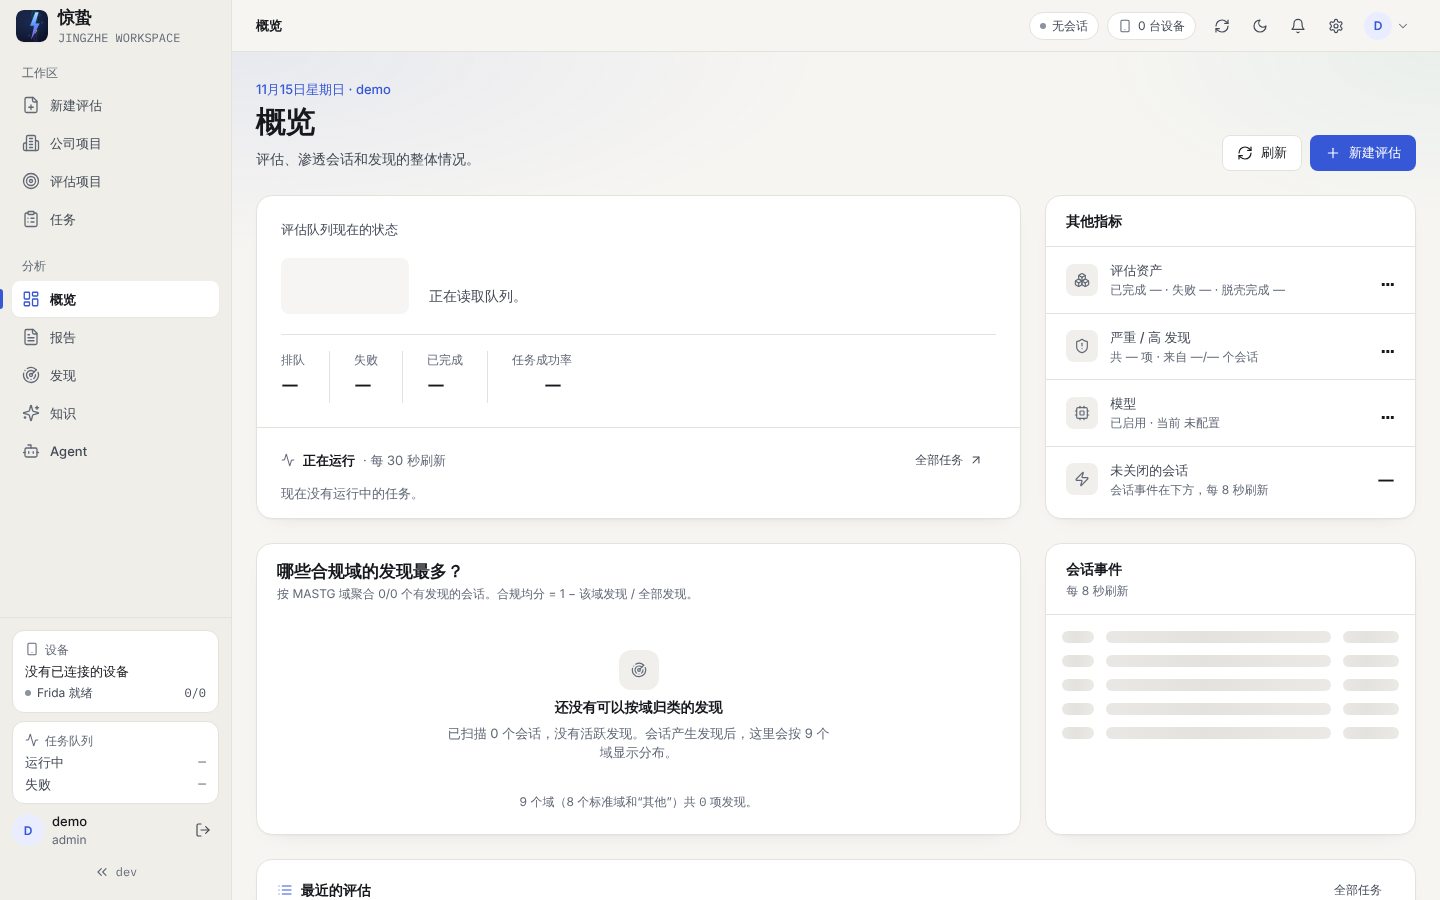 惊蛰
JINGZHE WORKSPACE
工作区
新建评估
公司项目
评估项目
任务
分析
概览
报告
发现
知识
Agent
设备
没有已连接的设备
Frida 就绪 0/0
任务队列
运行中 —
失败 —
D
demo
admin
dev
概览
无会话
0 台设备
D
11月15日星期日 · demo
概览
评估、渗透会话和发现的整体情况。
刷新
新建评估
评估队列现在的状态
正在读取队列。
排队 失败 已完成 任务成功率
— — — —
正在运行 · 每 30 秒刷新 全部任务
现在没有运行中的任务。
其他指标
评估资产
已完成 — · 失败 — · 脱壳完成 — …
严重 / 高 发现
共 — 项 · 来自 —/— 个会话 …
模型
已启用 · 当前 未配置 …
未关闭的会话
会话事件在下方，每 8 秒刷新 —
哪些合规域的发现最多？
按 MASTG 域聚合 0/0 个有发现的会话。合规均分 = 1 − 该域发现 / 全部发现。
还没有可以按域归类的发现
已扫描 0 个会话，没有活跃发现。会话产生发现后，这里会按 9 个
域显示分布。
9 个域（8 个标准域和“其他”）共 0 项发现。
会话事件
每 8 秒刷新
最近的评估 全部任务